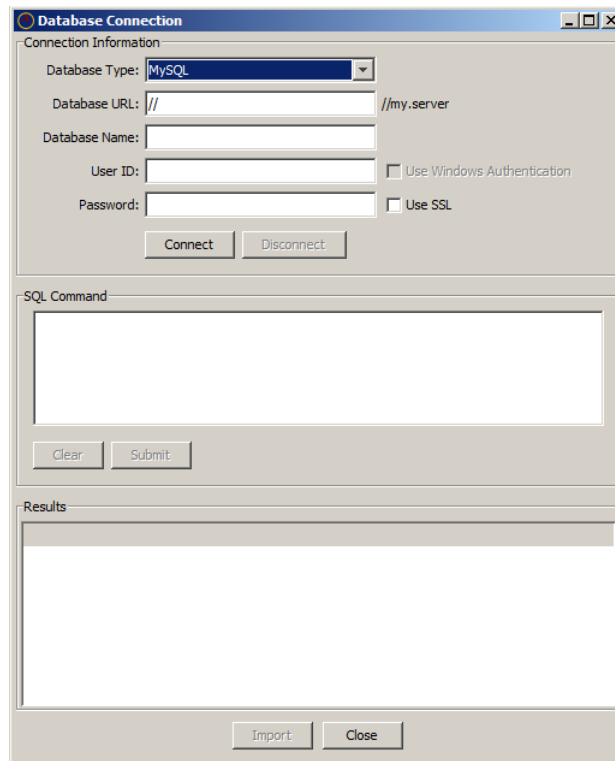 Database Connection
Connection Information
Database Type: MySQL
Database URL: // //my.server
Database Name:
User ID: Use Windows Authentication
Password: Use SSL
Connect Disconnect
SQL Command
Clear Submit
Results
Import Close